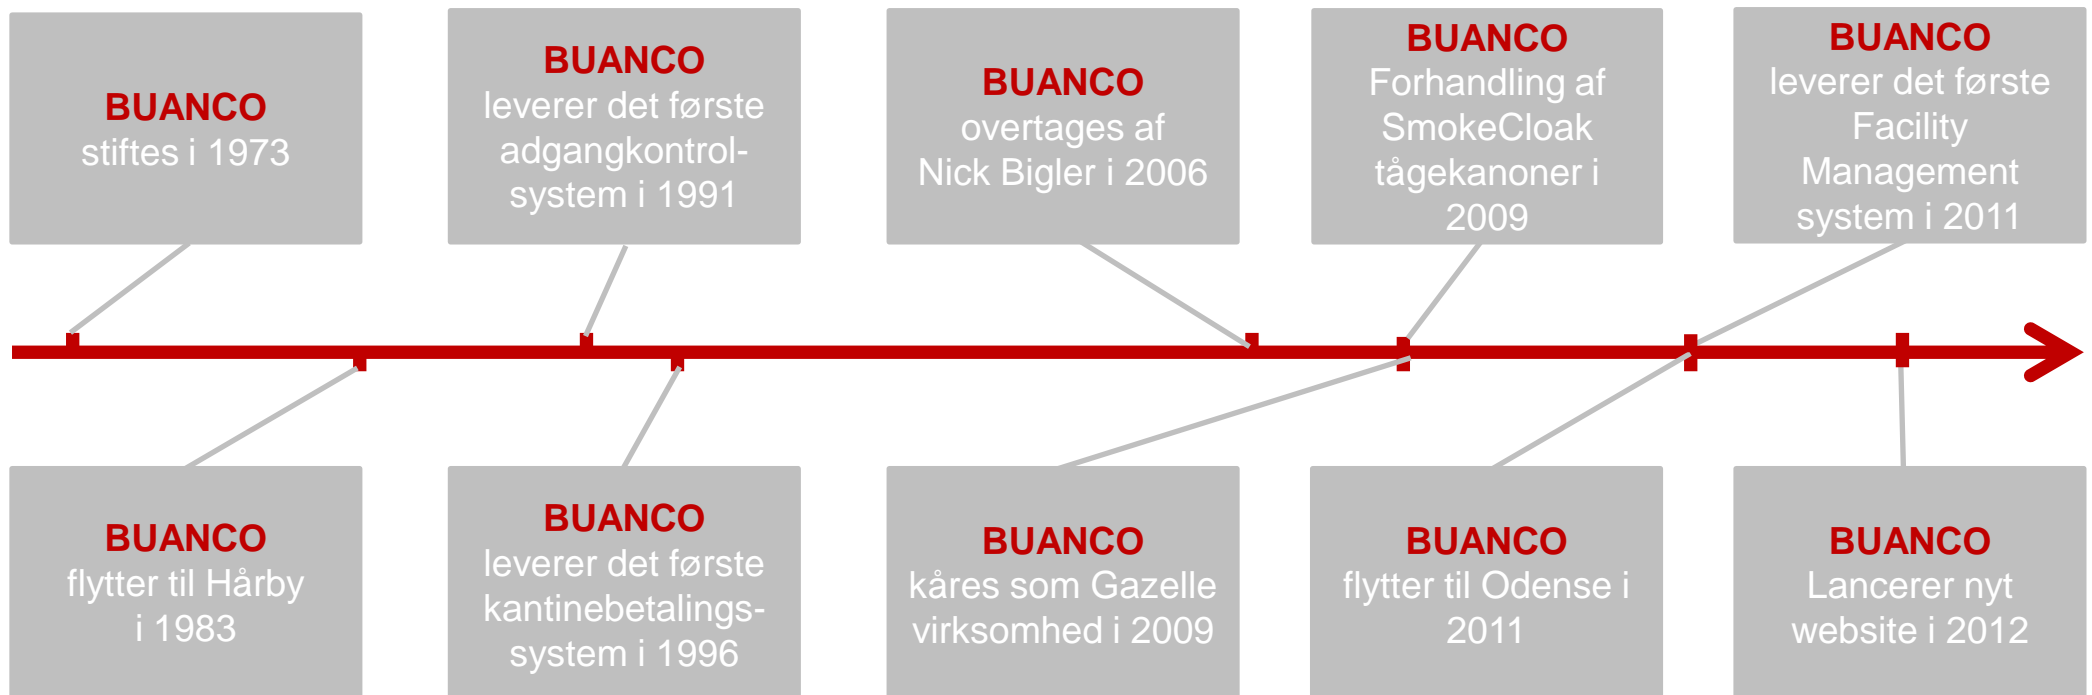 BUANCO
stiftes i 1973
BUANCO
leverer det første
adgangkontrol-
system i 1991
BUANCO
overtages af
Nick Bigler i 2006
BUANCO
Forhandling af
SmokeCloak
tågekanoner i
2009
BUANCO
leverer det første
Facility
Management
system i 2011
BUANCO
flytter til Hårby
i 1983
BUANCO
leverer det første
kantinebetalings-
system i 1996
BUANCO
kåres som Gazelle
virksomhed i 2009
BUANCO
flytter til Odense i
2011
BUANCO
Lancerer nyt
website i 2012